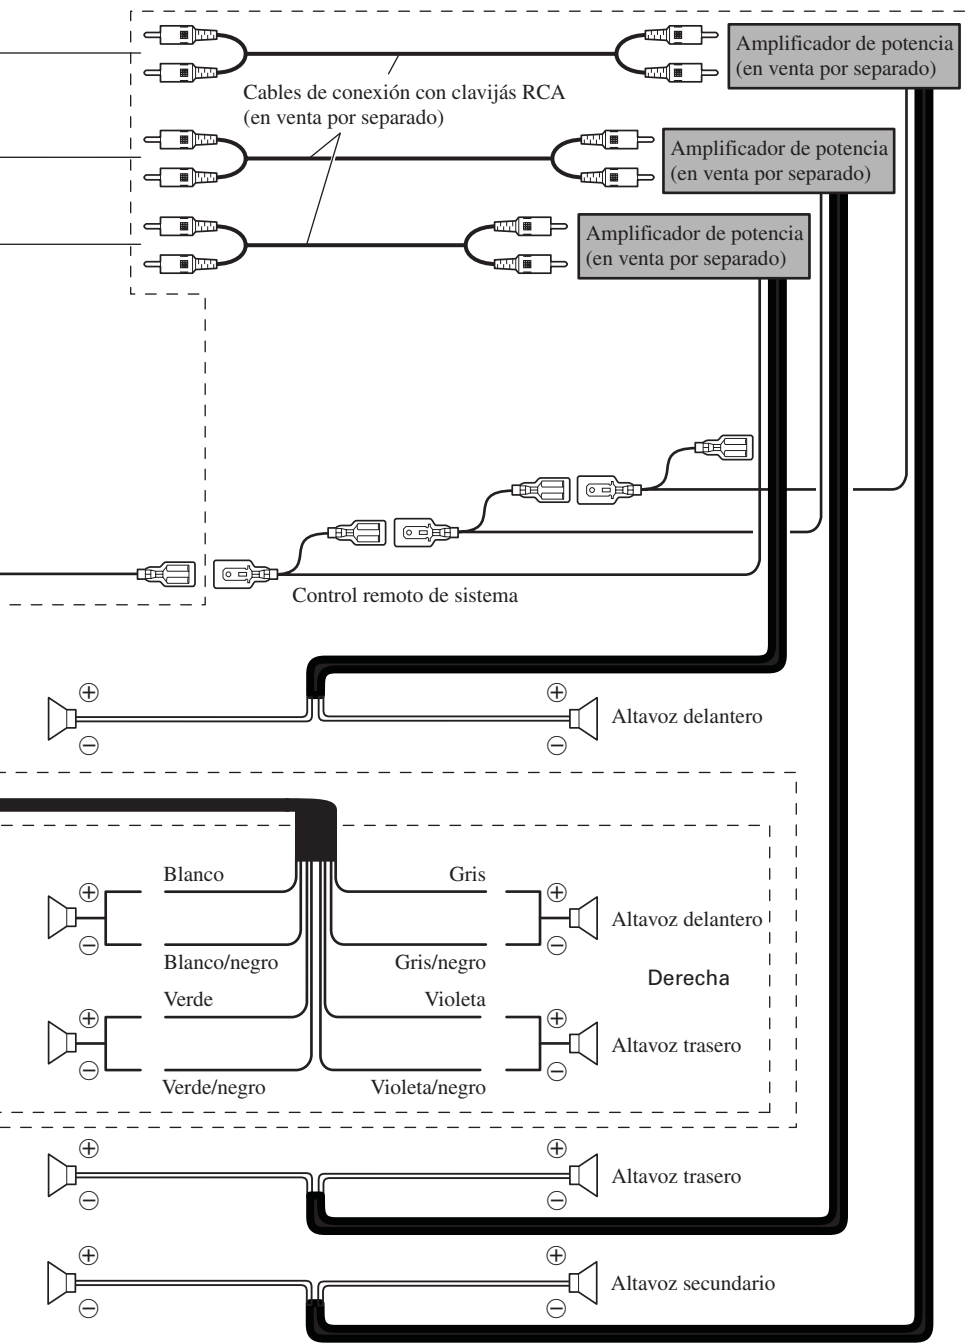 Amplificador de potencia
(en venta por separado)
Cables de conexión con clavijás RCA
(en venta por separado)
Amplificador de potencia
(en venta por separado)
Amplificador de potencia
(en venta por separado)
Control remoto de sistema
⊕ ⊕
Altavoz delantero
⊖ ⊖
Blanco Gris
⊕ ⊕
Altavoz delantero
⊖ ⊖
Blanco/negro Gris/negro
Derecha
Verde Violeta
⊕ ⊕
Altavoz trasero
⊖ ⊖
Verde/negro Violeta/negro
⊕ ⊕
Altavoz trasero
⊖ ⊖
⊕ ⊕
Altavoz secundario
⊖ ⊖